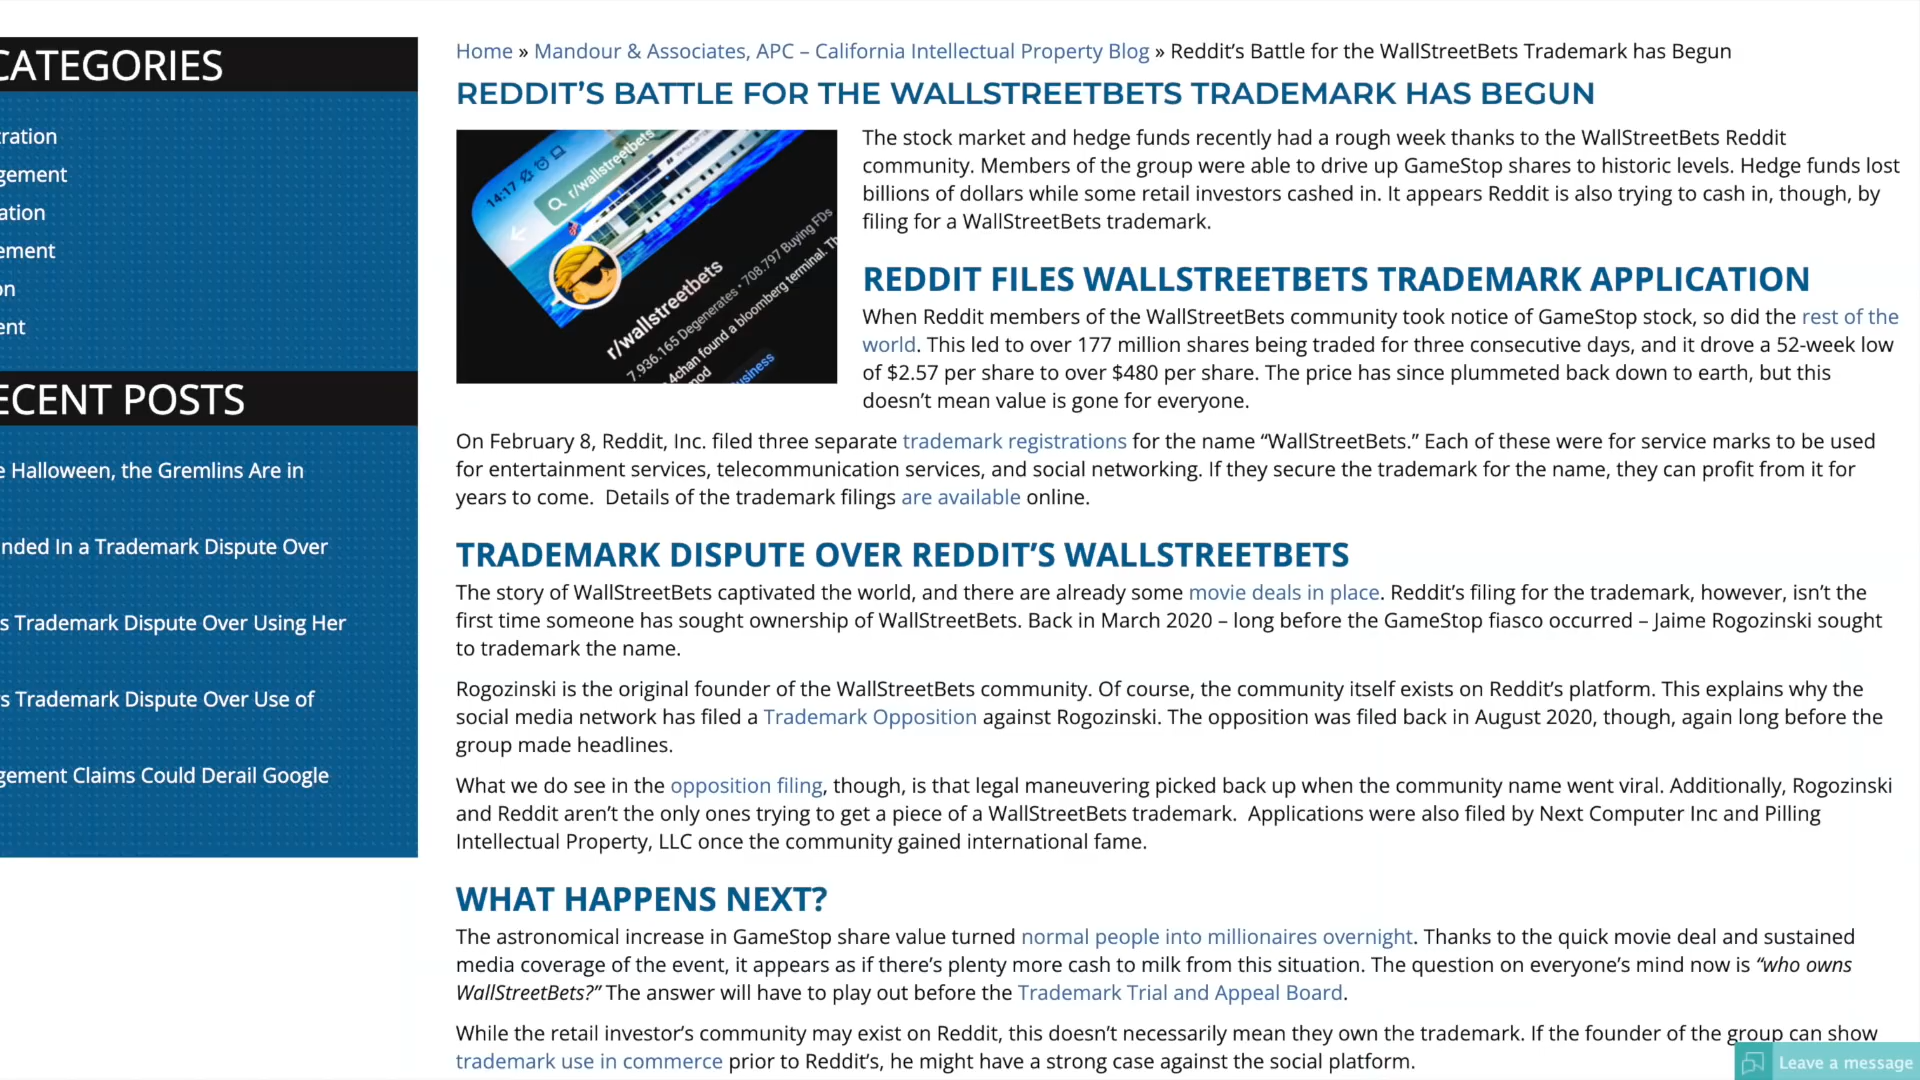 CATEGORIES
ration
gement
ation
ement
on
ent
ECENT POSTS
e Halloween, the Gremlins Are in
nded In a Trademark Dispute Over
s Trademark Dispute Over Using Her
s Trademark Dispute Over Use of
gement Claims Could Derail Google
Home » Mandour & Associates, APC – California Intellectual Property Blog » Reddit’s Battle for the WallStreetBets Trademark has Begun
REDDIT’S BATTLE FOR THE WALLSTREETBETS TRADEMARK HAS BEGUN
14:17
r/wallstreetbets
WALLST
r/wallstreetbets
7.936.165 Degenerates • 708.797 Buying FDs
4chan found a bloomberg terminal. Th
mod
usiness
The stock market and hedge funds recently had a rough week thanks to the WallStreetBets Reddit
community. Members of the group were able to drive up GameStop shares to historic levels. Hedge funds lost
billions of dollars while some retail investors cashed in. It appears Reddit is also trying to cash in, though, by
filing for a WallStreetBets trademark.
REDDIT FILES WALLSTREETBETS TRADEMARK APPLICATION
When Reddit members of the WallStreetBets community took notice of GameStop stock, so did the rest of the
world. This led to over 177 million shares being traded for three consecutive days, and it drove a 52-week low
of $2.57 per share to over $480 per share. The price has since plummeted back down to earth, but this
doesn’t mean value is gone for everyone.
On February 8, Reddit, Inc. filed three separate trademark registrations for the name “WallStreetBets.” Each of these were for service marks to be used
for entertainment services, telecommunication services, and social networking. If they secure the trademark for the name, they can profit from it for
years to come.  Details of the trademark filings are available online.
TRADEMARK DISPUTE OVER REDDIT’S WALLSTREETBETS
The story of WallStreetBets captivated the world, and there are already some movie deals in place. Reddit’s filing for the trademark, however, isn’t the
first time someone has sought ownership of WallStreetBets. Back in March 2020 – long before the GameStop fiasco occurred – Jaime Rogozinski sought
to trademark the name.
Rogozinski is the original founder of the WallStreetBets community. Of course, the community itself exists on Reddit’s platform. This explains why the
social media network has filed a Trademark Opposition against Rogozinski. The opposition was filed back in August 2020, though, again long before the
group made headlines.
What we do see in the opposition filing, though, is that legal maneuvering picked back up when the community name went viral. Additionally, Rogozinski
and Reddit aren’t the only ones trying to get a piece of a WallStreetBets trademark.  Applications were also filed by Next Computer Inc and Pilling
Intellectual Property, LLC once the community gained international fame.
WHAT HAPPENS NEXT?
The astronomical increase in GameStop share value turned normal people into millionaires overnight. Thanks to the quick movie deal and sustained
media coverage of the event, it appears as if there’s plenty more cash to milk from this situation. The question on everyone’s mind now is “who owns
WallStreetBets?” The answer will have to play out before the Trademark Trial and Appeal Board.
While the retail investor’s community may exist on Reddit, this doesn’t necessarily mean they own the trademark. If the founder of the group can show
trademark use in commerce prior to Reddit’s, he might have a strong case against the social platform.
Leave a message